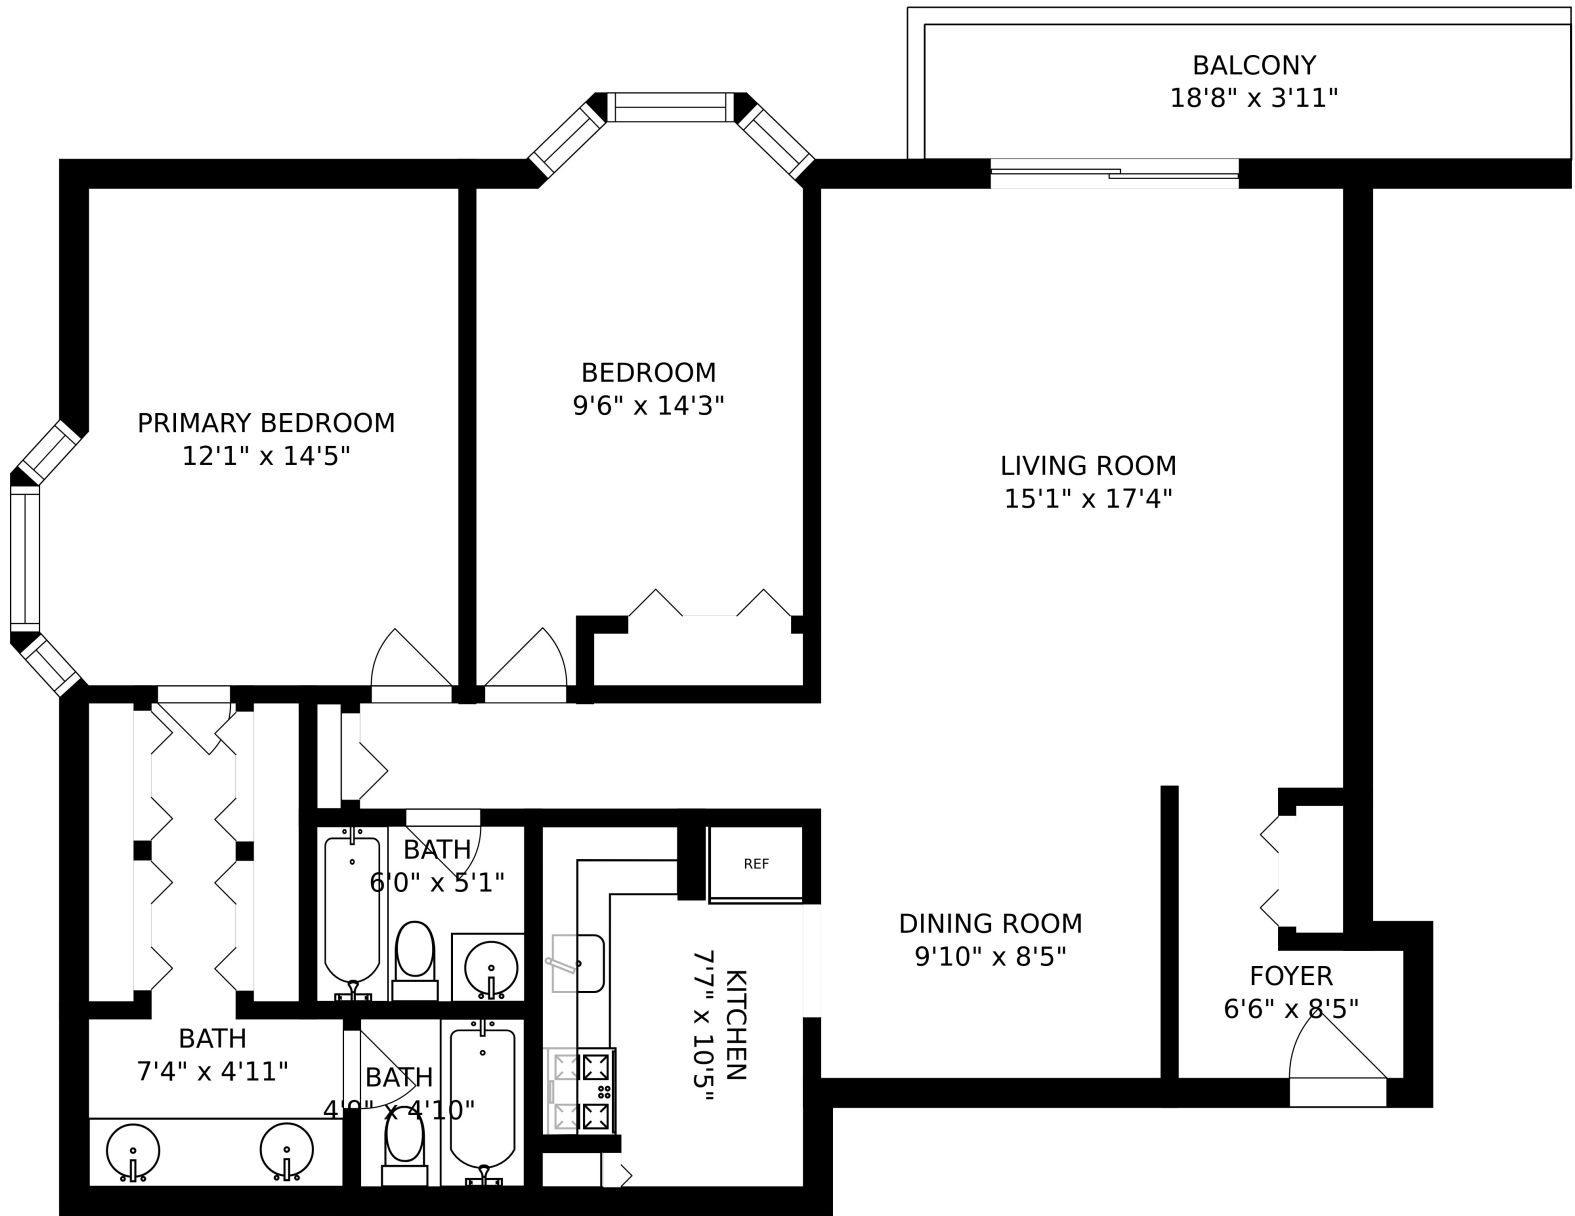 BALCONY
18'8" x 3'11"
BEDROOM
9'6" x 14'3"
PRIMARY BEDROOM
12'1" x 14'5"
LIVING ROOM
15'1" x 17'4"
BATH
6'0" x 5'1"
REF
DINING ROOM
9'10" x 8'5"
KITCHEN
7'7" x 10'5"
FOYER
6'6" x 8'5"
BATH
7'4" x 4'11"
BATH
4'9" x 4'10"